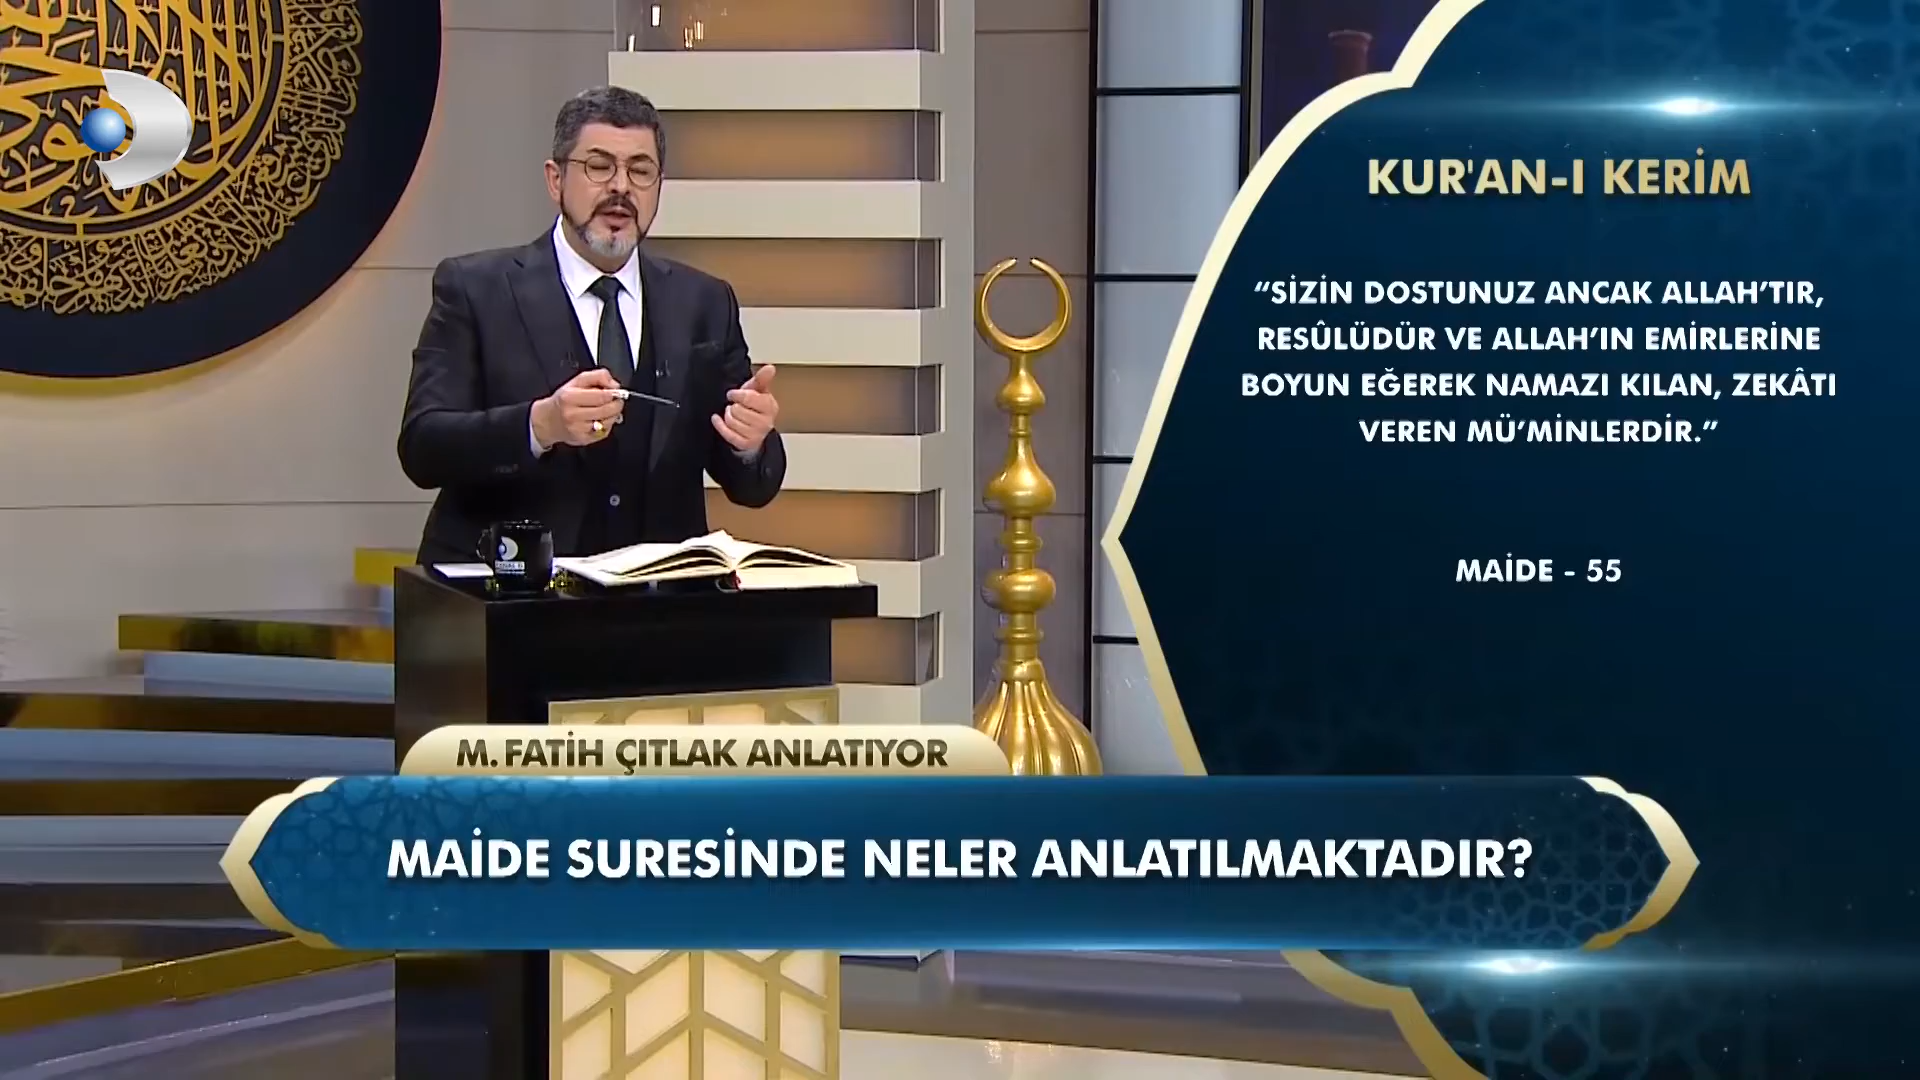 KUR'AN-I KERİM
“SİZİN DOSTUNUZ ANCAK ALLAH’TIR,
RESÛLÜDÜR VE ALLAH’IN EMİRLERİNE
BOYUN EĞEREK NAMAZI KILAN, ZEKÂTI
VEREN MÜ’MİNLERDİR.”
MAİDE - 55
M. FATİH ÇITLAK ANLATIYOR
MAİDE SURESİNDE NELER ANLATILMAKTADIR?